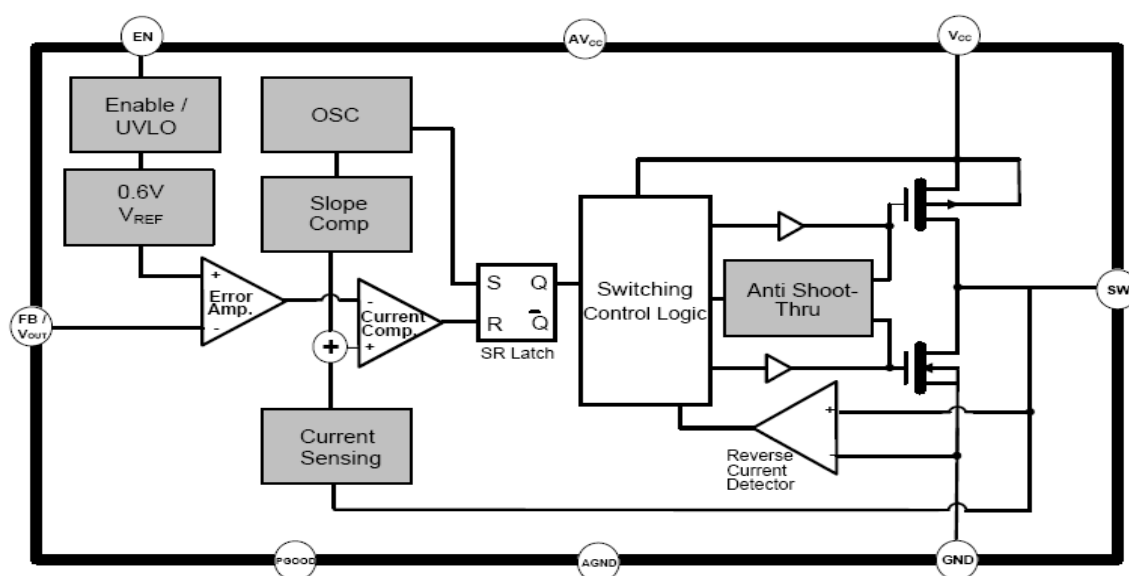 EN
AVCC
VCC
Enable /
UVLO
OSC
0.6V
VREF
Slope
Comp
+
Error
Amp.
-
-
Current
Comp.
+
+
S Q
R Q̅
SR Latch
Switching
Control Logic
Anti Shoot-
Thru
SW
FB /
VOUT
Current
Sensing
+
-
Reverse
Current
Detector
PGOOD
AGND
GND